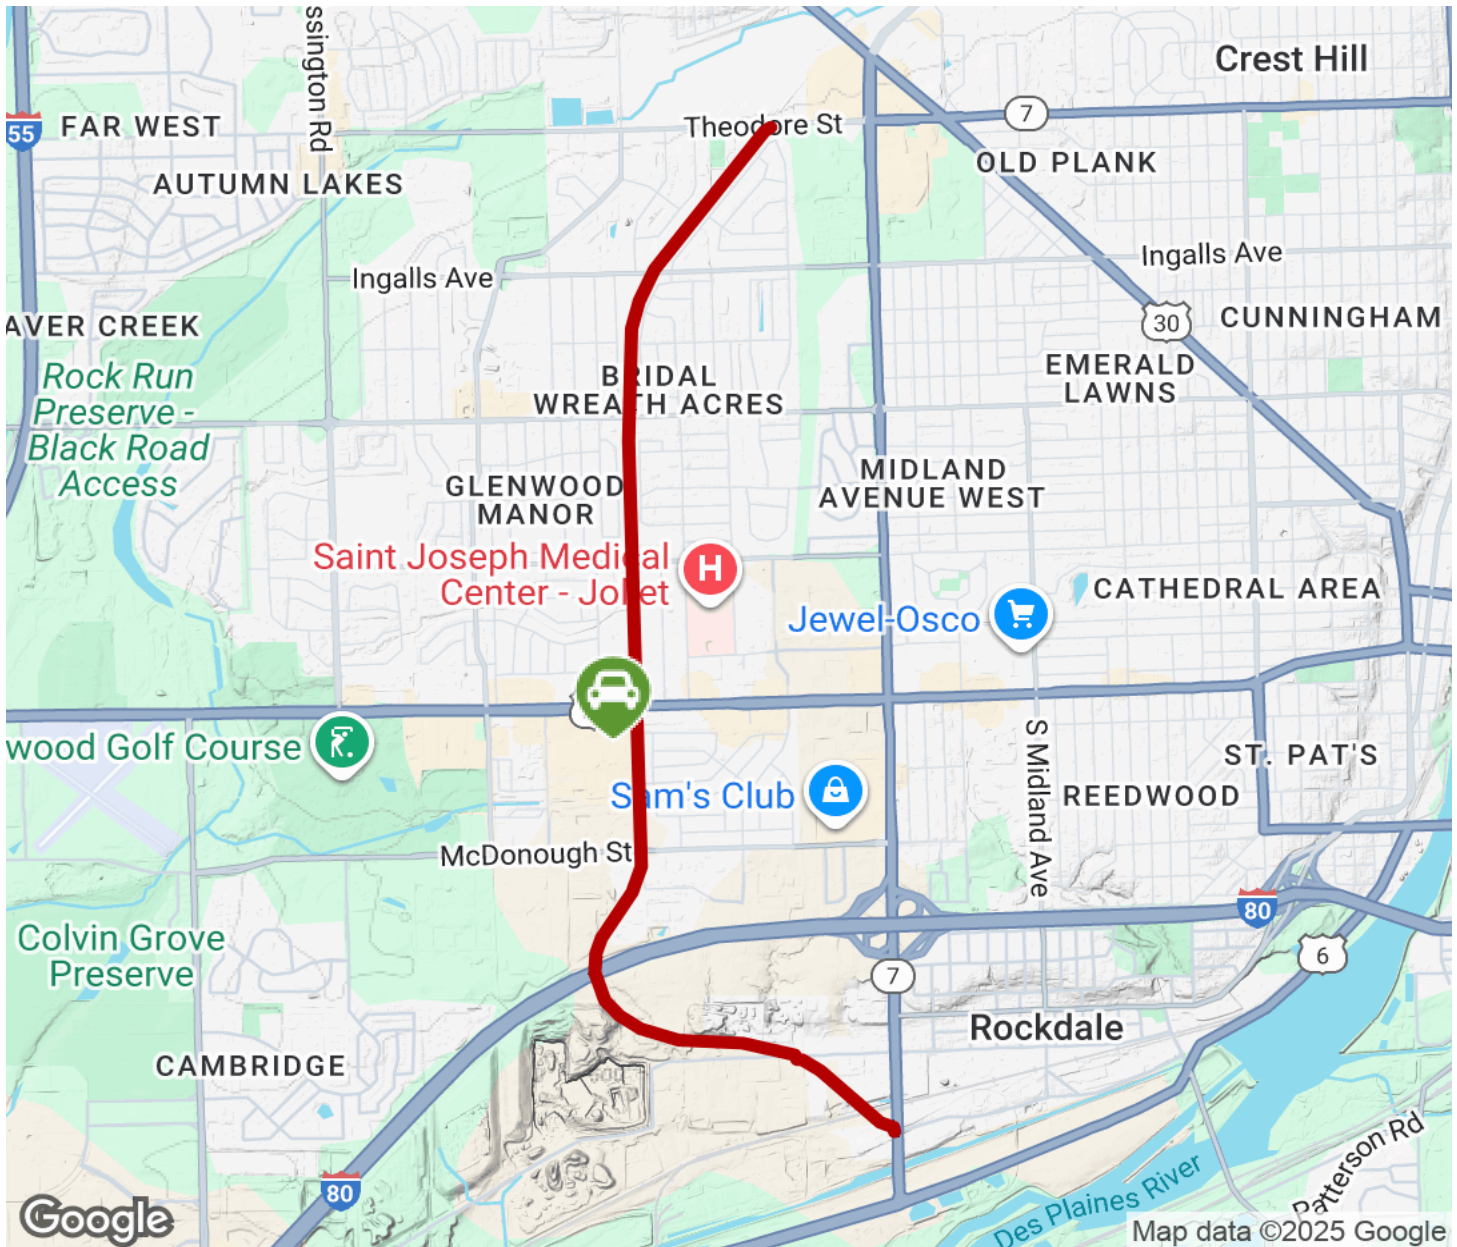 ssington Rd
Crest Hill
55
FAR WEST
Theodore St
7
OLD PLANK
AUTUMN LAKES
Ingalls Ave
Ingalls Ave
AVER CREEK
30
CUNNINGHAM
Rock Run
Preserve -
Black Road
Access
BRIDAL
WREATH ACRES
EMERALD
LAWNS
GLENWOOD
MANOR
MIDLAND
AVENUE WEST
Saint Joseph Medical
Center - Joliet
H
Jewel-Osco
CATHEDRAL AREA
wood Golf Course
S Midland Ave
ST. PAT'S
Sam's Club
REEDWOOD
McDonough St
80
Colvin Grove
Preserve
7
6
Rockdale
CAMBRIDGE
80
Patterson Rd
Des Plaines River
Google
Map data ©2025 Google